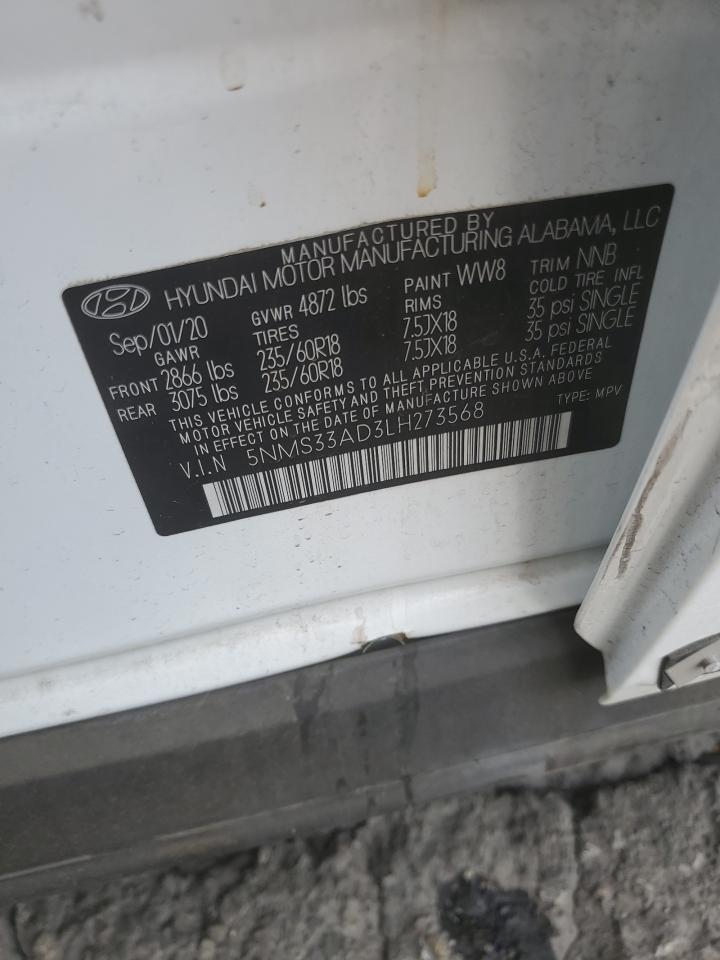 MANUFACTURED BY
HYUNDAI MOTOR MANUFACTURING ALABAMA, LLC
Sep/01/20 GVWR 4872 lbs PAINT WW8 TRIM NNB
GAWR TIRES RIMS COLD TIRE INFL
FRONT 2866 lbs 235/60R18 7.5JX18 35 psi SINGLE
REAR 3075 lbs 235/60R18 7.5JX18 35 psi SINGLE
THIS VEHICLE CONFORMS TO ALL APPLICABLE U.S.A. FEDERAL
MOTOR VEHICLE SAFETY AND THEFT PREVENTION STANDARDS
IN EFFECT ON THE DATE OF MANUFACTURE SHOWN ABOVE
V.I.N 5NMS33AD3LH273568 TYPE: MPV